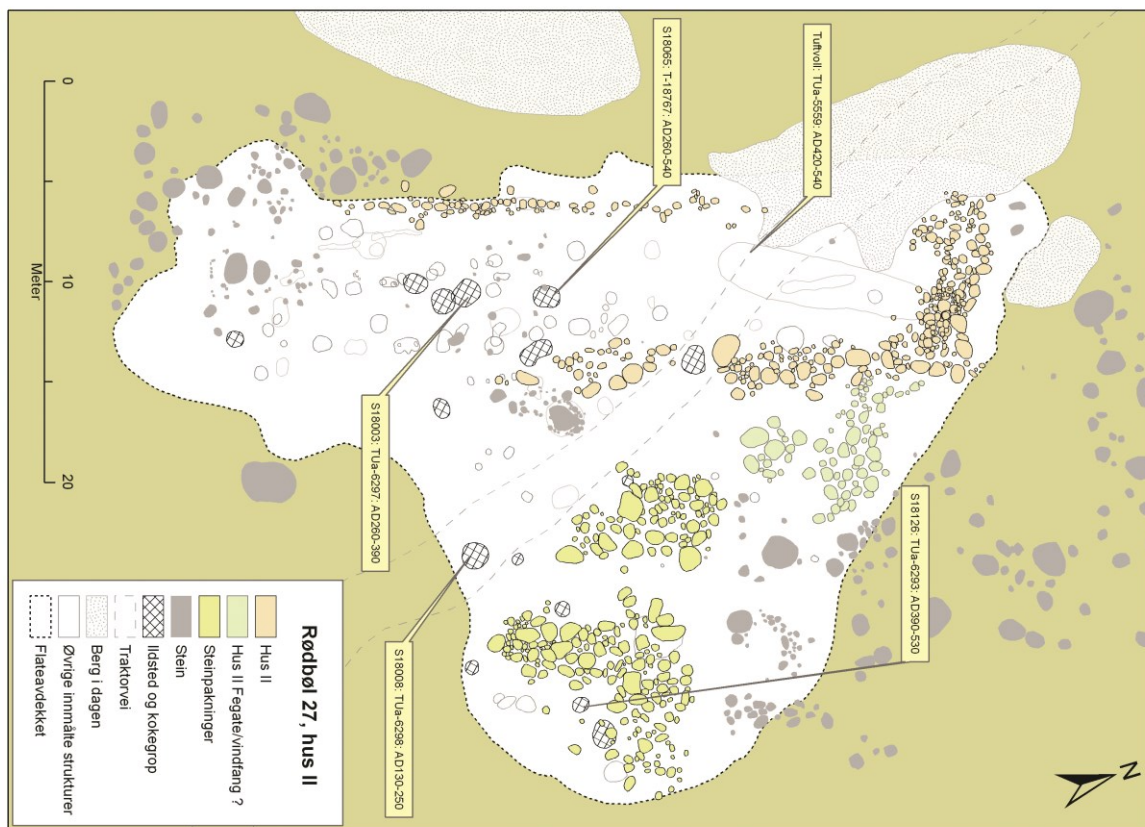 N
S18126: TUa-6293: AD390-530
Tuftvoll: TUa-5559: AD420-540
S18065: T-18767: AD260-540
S18008: TUa-6298: AD130-250
S18003: TUa-6297: AD260-390
0 10 20
Meter
Rødbøl 27, hus II
Hus II
Hus II Fegate/vindfang ?
Steinpakninger
Stein
Ildsted og kokegrop
Traktorvei
Berg i dagen
Øvrige innmålte strukturer
Flateavdekket